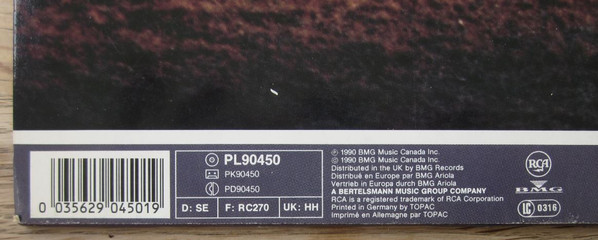 0 035629 045019
PL90450
PK90450
PD90450
D: SE F: RC270 UK: HH
℗ 1990 BMG Music Canada Inc.
© 1990 BMG Music Canada Inc.
Distributed in the UK by BMG Records
Distribué en Europe par BMG Ariola
Vertrieb in Europa durch BMG Ariola
A BERTELSMANN MUSIC GROUP COMPANY
RCA is a registered trademark of RCA Corporation
Printed in Germany by TOPAC
Imprimé en Allemagne par TOPAC
RCA
BMG
LC 0316